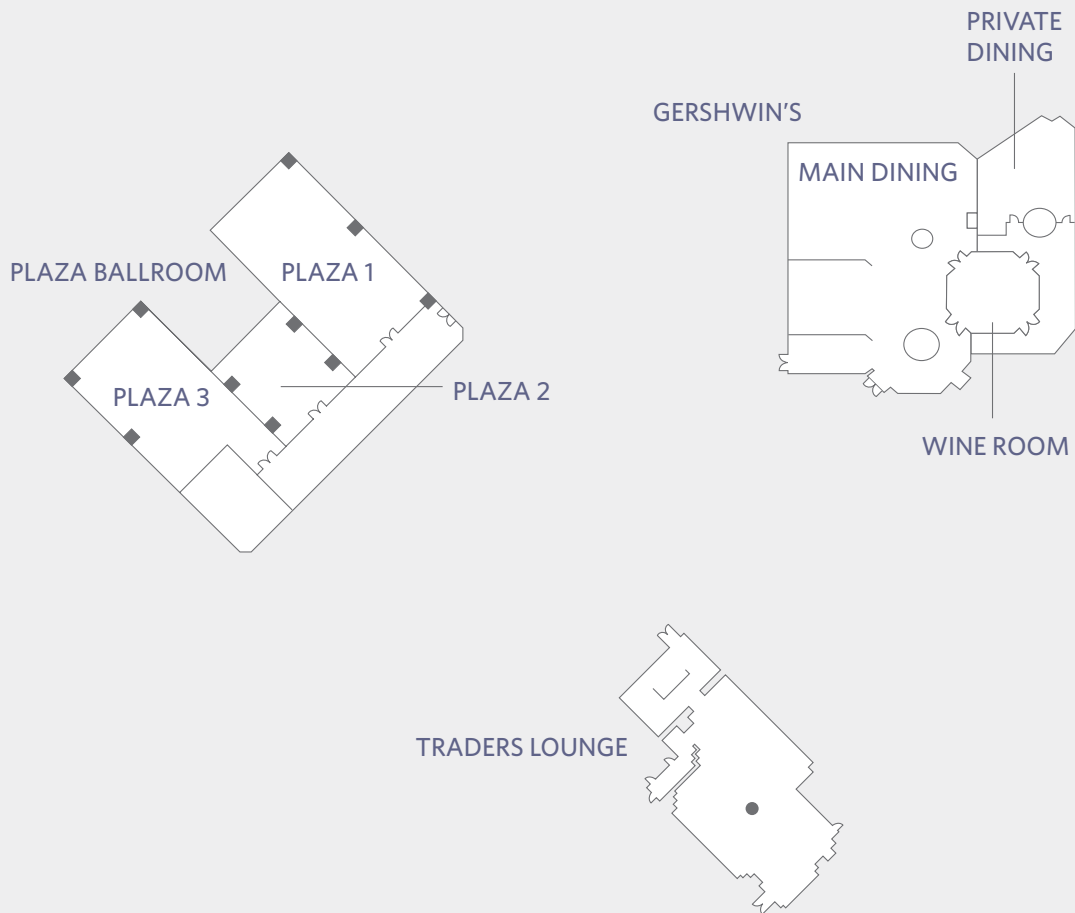 PRIVATE
DINING
GERSHWIN'S
MAIN DINING
PLAZA BALLROOM
PLAZA 1
PLAZA 3
PLAZA 2
WINE ROOM
TRADERS LOUNGE